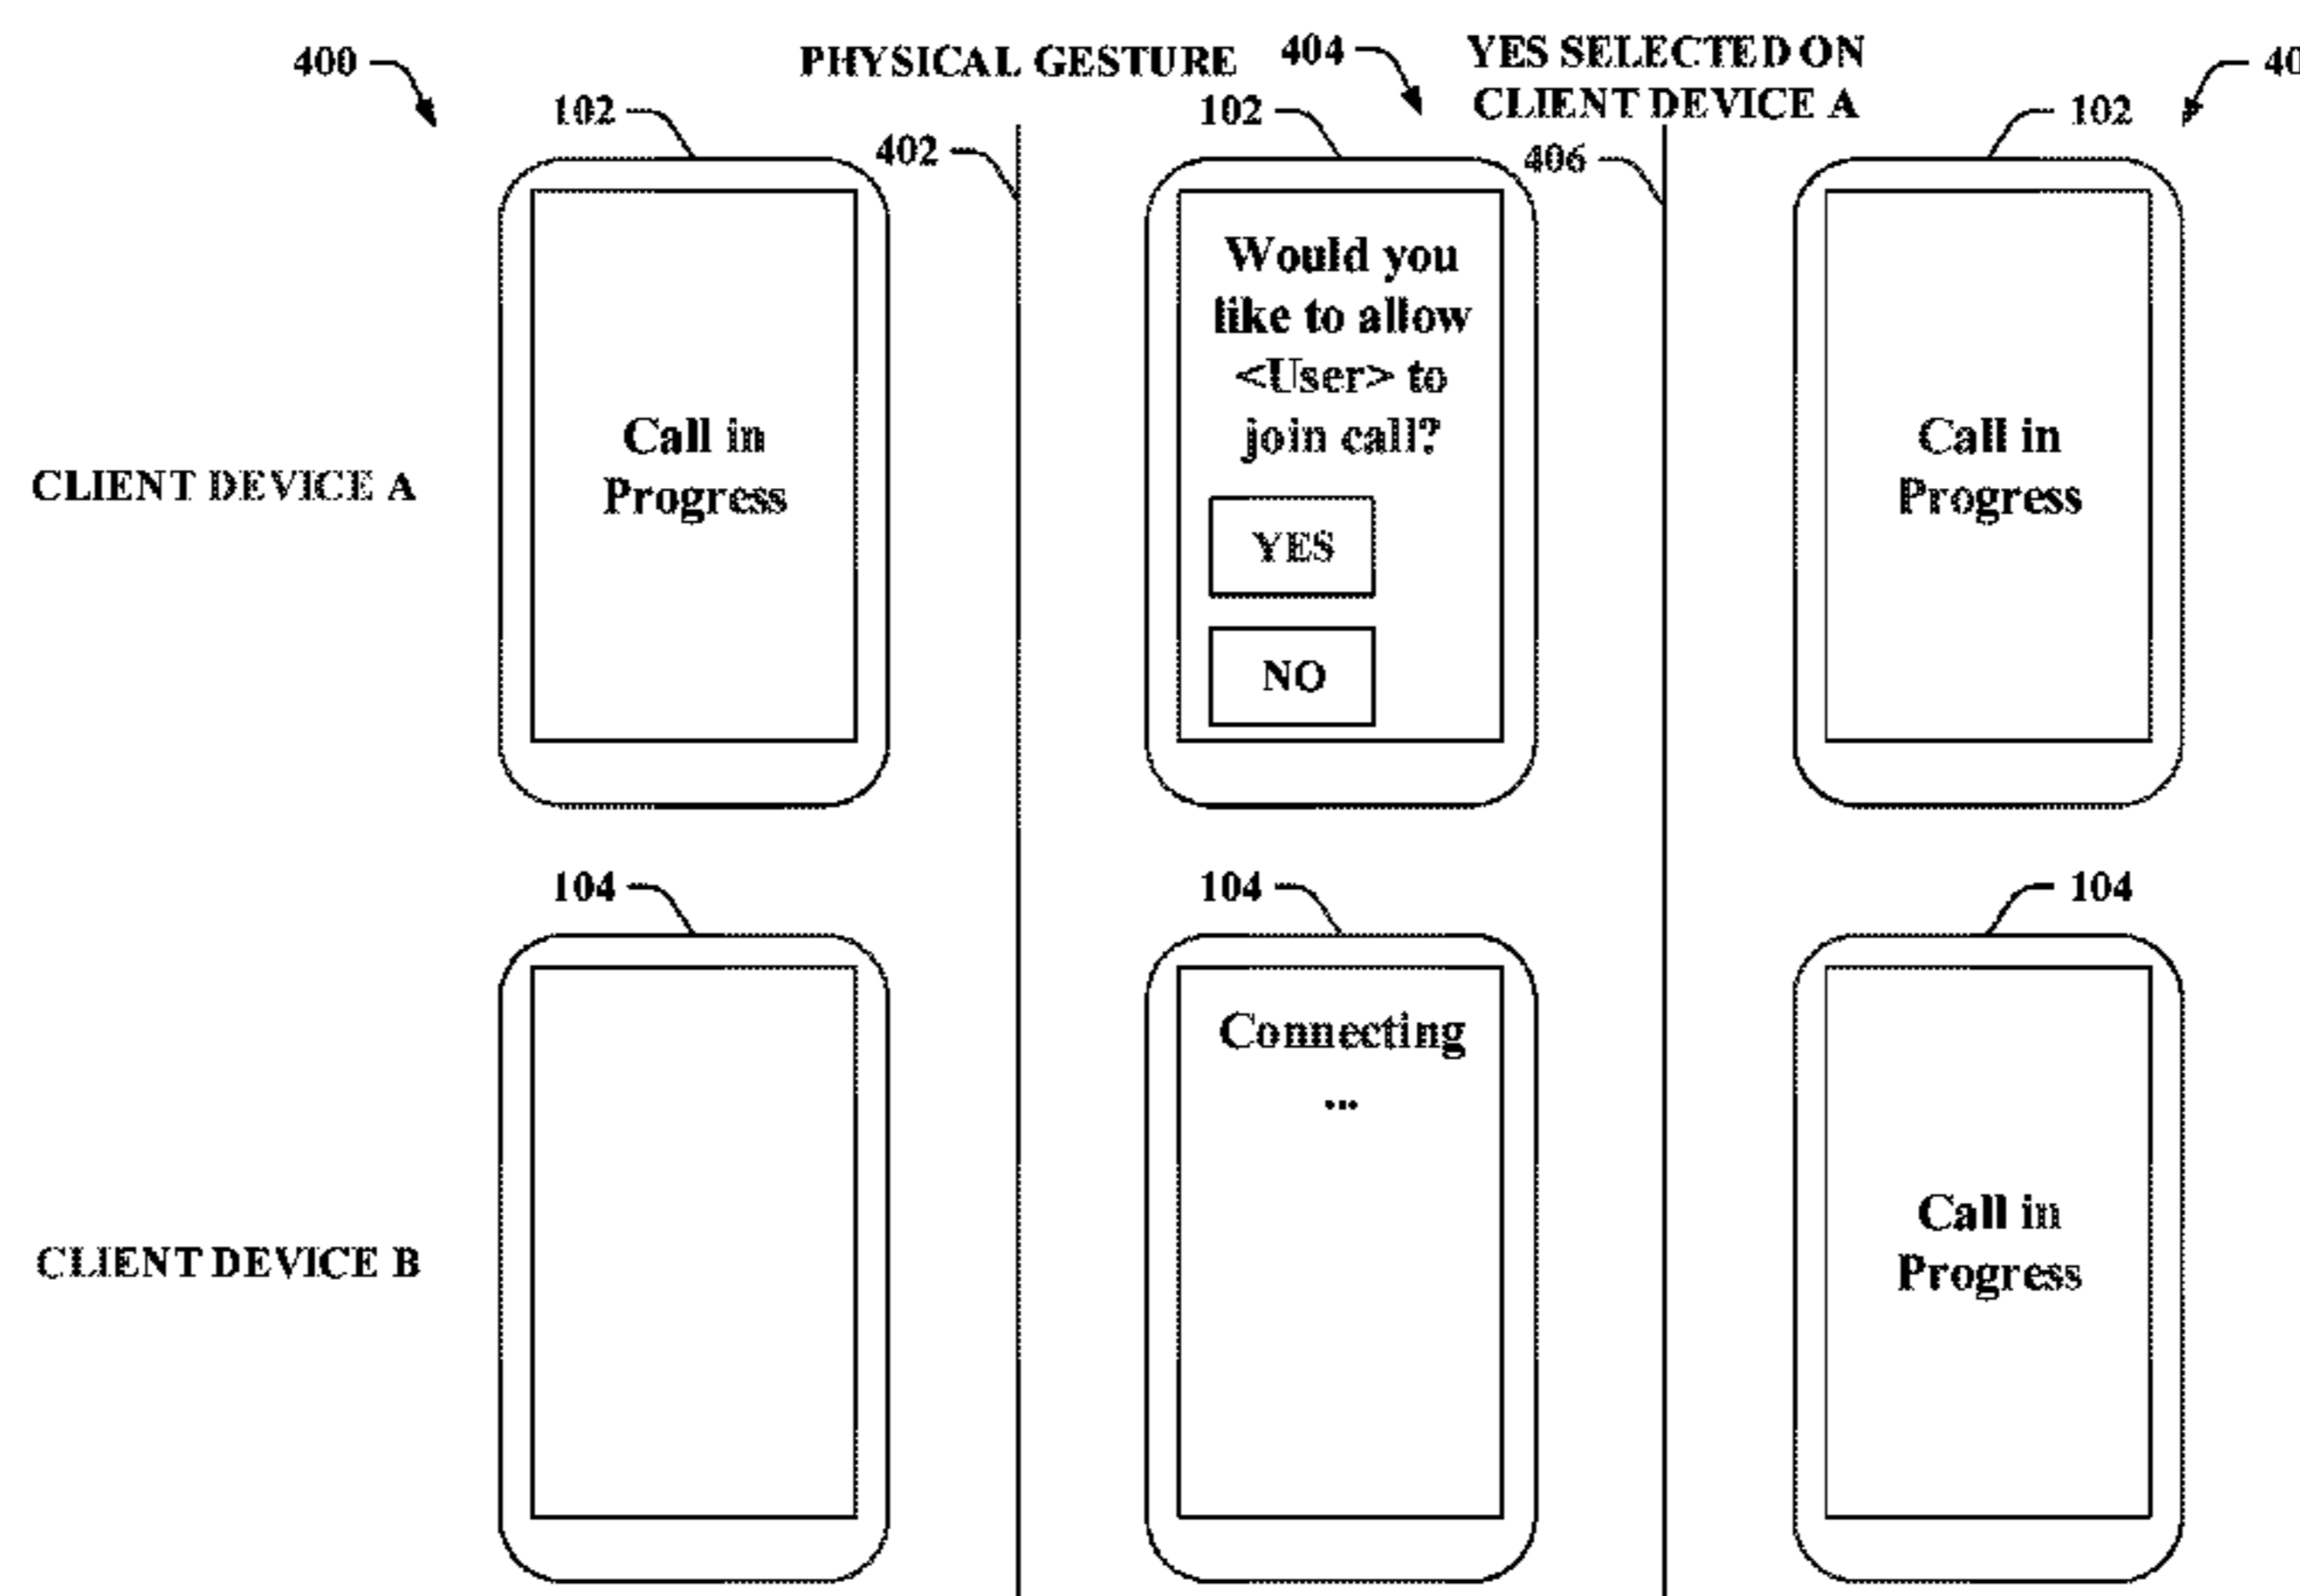 400
PHYSICAL GESTURE
404
YES SELECTED ON
CLIENT DEVICE A
102
402
102
406
102
Call in
Progress
Would you
like to allow
<User> to
join call?
YES
NO
Call in
Progress
CLIENT DEVICE A
104
104
104
Connecting
...
Call in
Progress
CLIENT DEVICE B